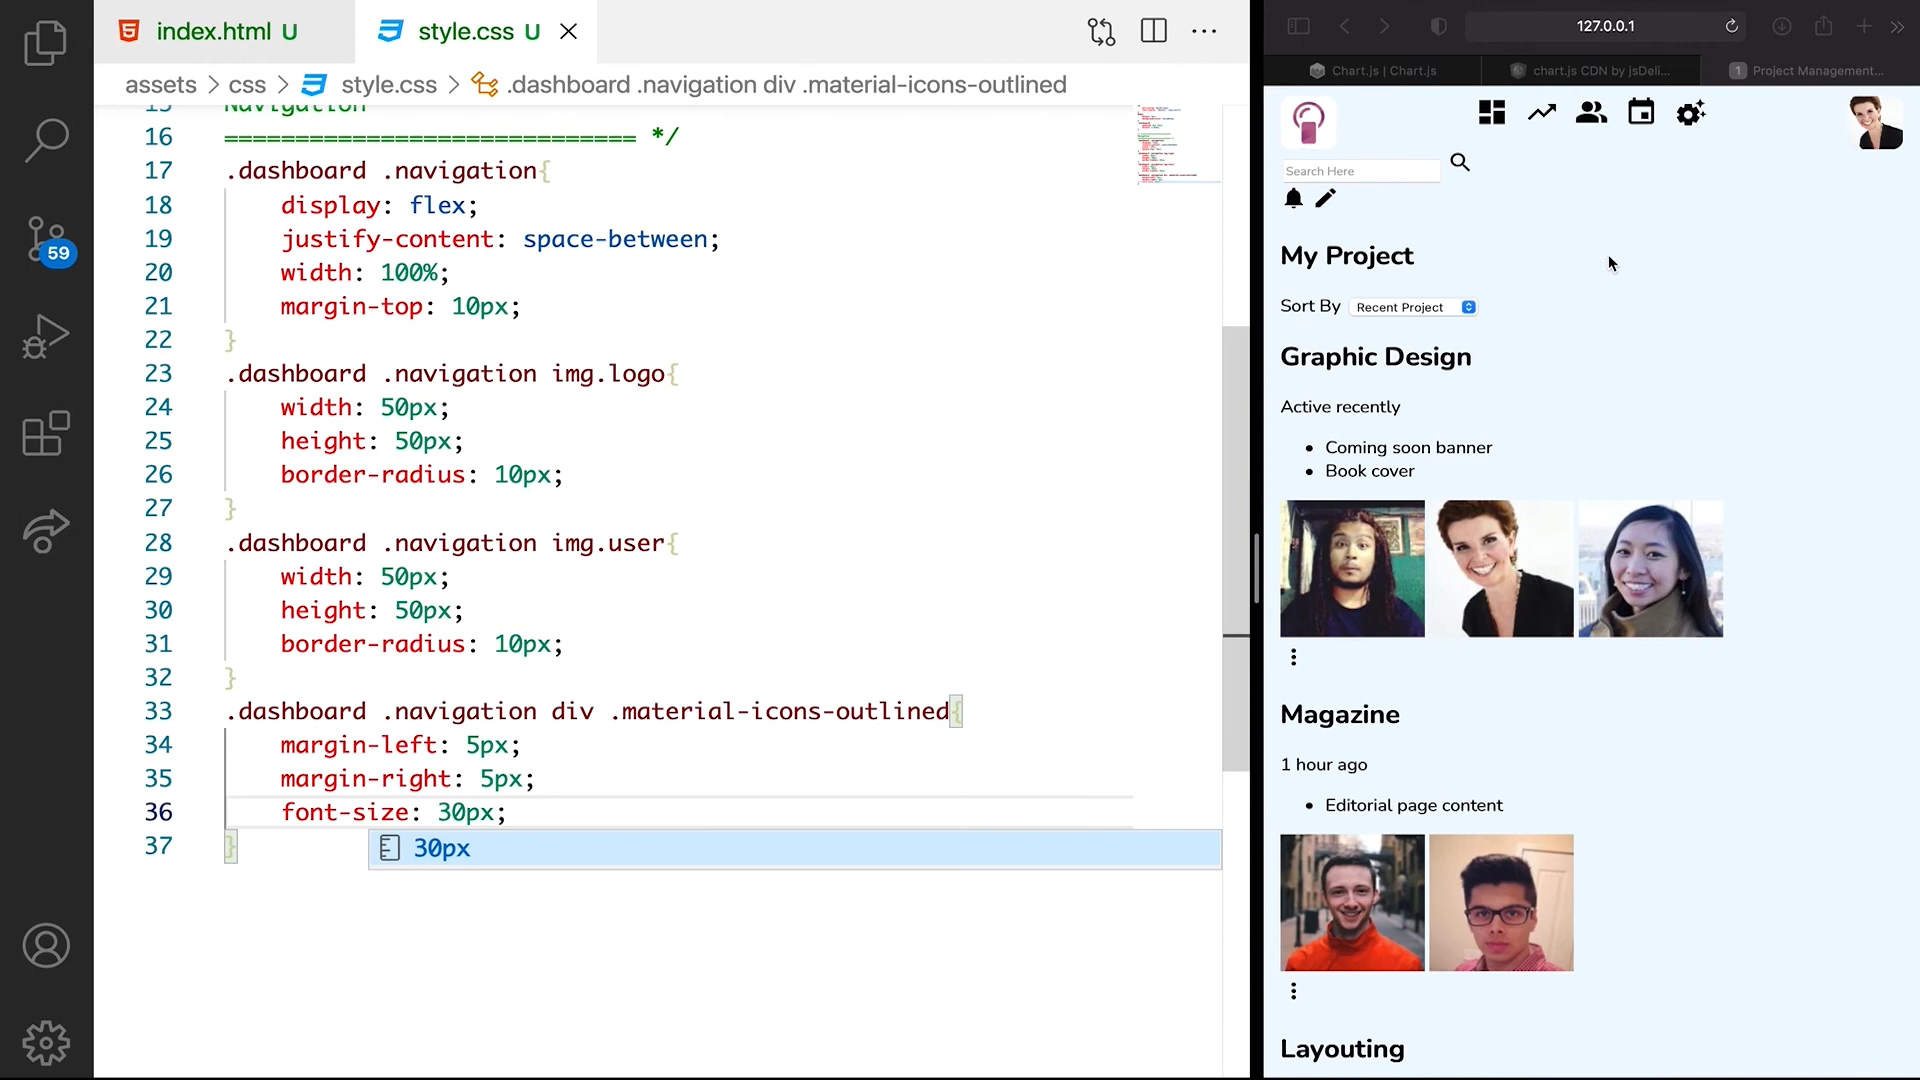 index.html U
style.css U
assets > css > style.css > .dashboard .navigation div .material-icons-outlined
15 Navigation
16 ============================= */
17 .dashboard .navigation{
18 display: flex;
19 justify-content: space-between;
20 width: 100%;
21 margin-top: 10px;
22 }
23 .dashboard .navigation img.logo{
24 width: 50px;
25 height: 50px;
26 border-radius: 10px;
27 }
28 .dashboard .navigation img.user{
29 width: 50px;
30 height: 50px;
31 border-radius: 10px;
32 }
33 .dashboard .navigation div .material-icons-outlined{
34 margin-left: 5px;
35 margin-right: 5px;
36 font-size: 30px;
37 }
30px
59
127.0.0.1
Chart.js | Chart.js
chart.js CDN by jsDeli...
1 Project Management...
Search Here
My Project
Sort By Recent Project
Graphic Design
Active recently
• Coming soon banner
• Book cover
Magazine
1 hour ago
• Editorial page content
Layouting